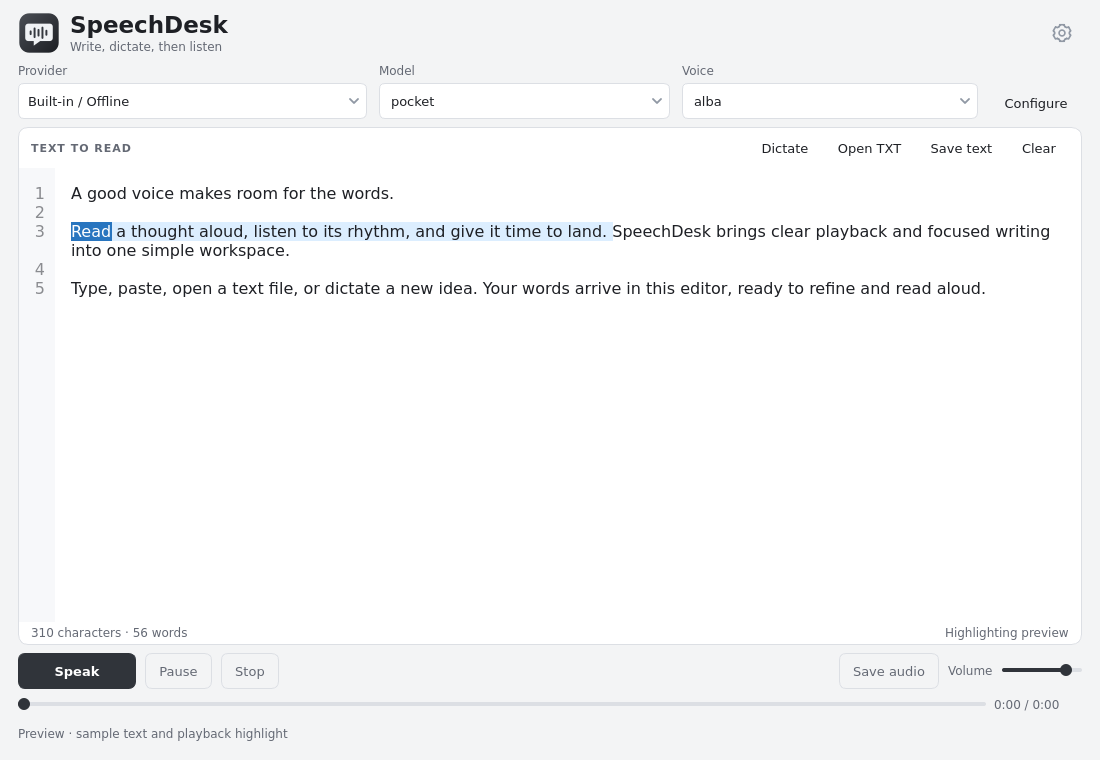 SpeechDesk
Write, dictate, then listen
Provider
Model
Voice
Built-in / Offline
pocket
alba
Configure
TEXT TO READ
Dictate
Open TXT
Save text
Clear
1 A good voice makes room for the words.
2
3 Read a thought aloud, listen to its rhythm, and give it time to land. SpeechDesk brings clear playback and focused writing
into one simple workspace.
4
5 Type, paste, open a text file, or dictate a new idea. Your words arrive in this editor, ready to refine and read aloud.
310 characters · 56 words
Highlighting preview
Speak
Pause
Stop
Save audio
Volume
0:00 / 0:00
Preview · sample text and playback highlight